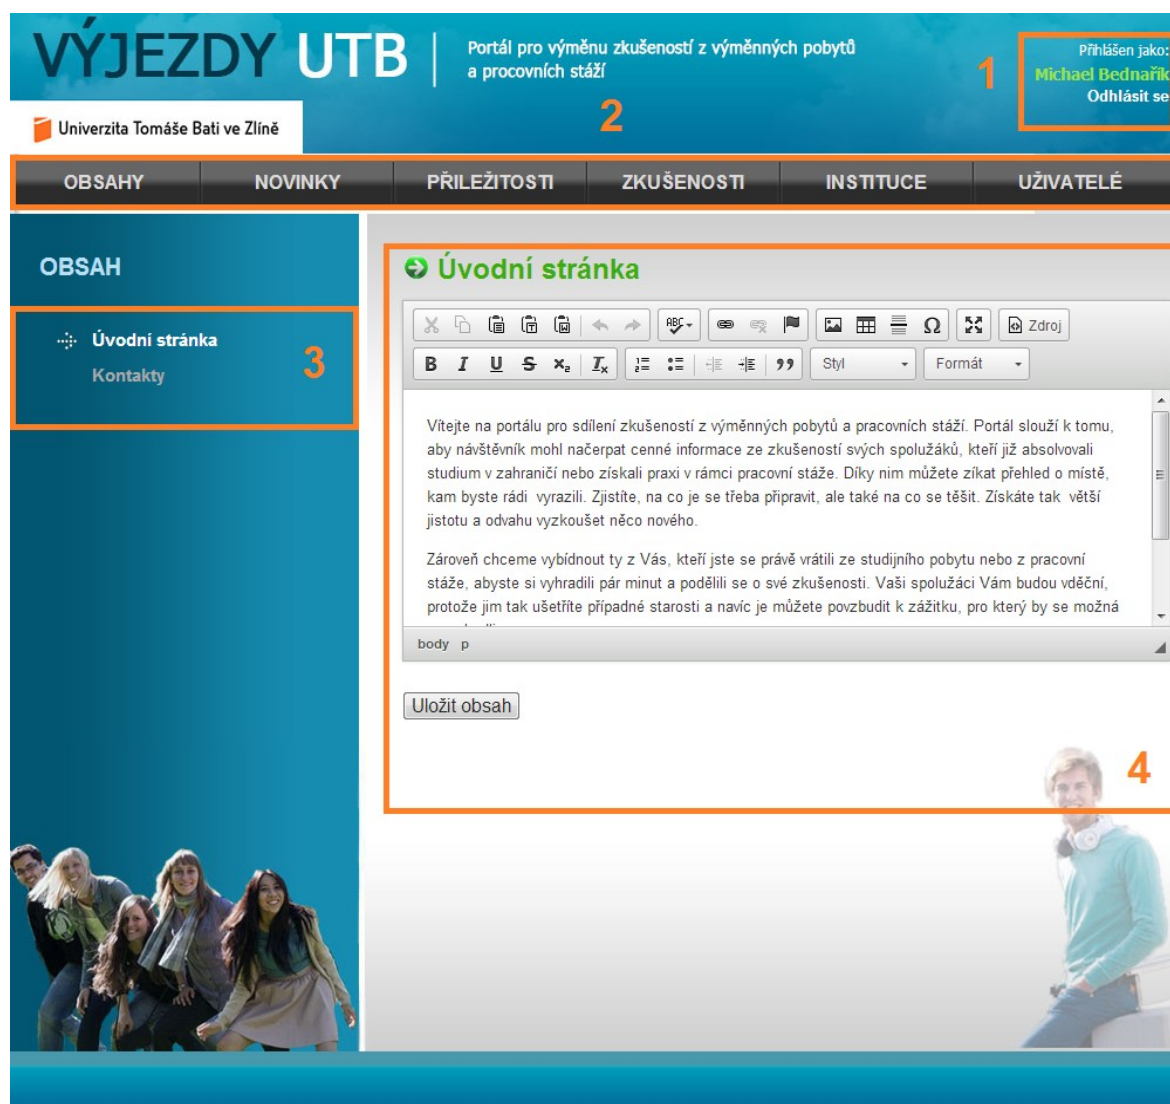 VÝJEZDY UTB
Portál pro výměnu zkušeností z výměnných pobytů
a procovních stáží
1
Přihlášen jako:
Michael Bednařík
Odhlásit se
Univerzita Tomáše Bati ve Zlíně
2
OBSAHY NOVINKY PŘILEŽITOSTI ZKUŠENOSTI INSTITUCE UŽIVATELÉ
OBSAH
Úvodní stránka
Kontakty
3
Úvodní stránka
ABC Ω Zdroj
B I U S x₂ Ix Styl Formát
Vítejte na portálu pro sdílení zkušeností z výměnných pobytů a pracovních stáží. Portál slouží k tomu,
aby návštěvník mohl načerpat cenné informace ze zkušeností svých spolužáků, kteří již absolvovali
studium v zahraničí nebo získali praxi v rámci pracovní stáže. Díky nim můžete zíkat přehled o místě,
kam byste rádi vyrazili. Zjistíte, na co je se třeba připravit, ale také na co se těšit. Získáte tak větší
jistotu a odvahu vyzkoušet něco nového.
Zároveň chceme vybídnout ty z Vás, kteří jste se právě vrátili ze studijního pobytu nebo z pracovní
stáže, abyste si vyhradili pár minut a podělili se o své zkušenosti. Vaši spolužáci Vám budou vděční,
protože jim tak ušetříte případné starosti a navíc je můžete povzbudit k zážitku, pro který by se možná
body p
Uložit obsah
4